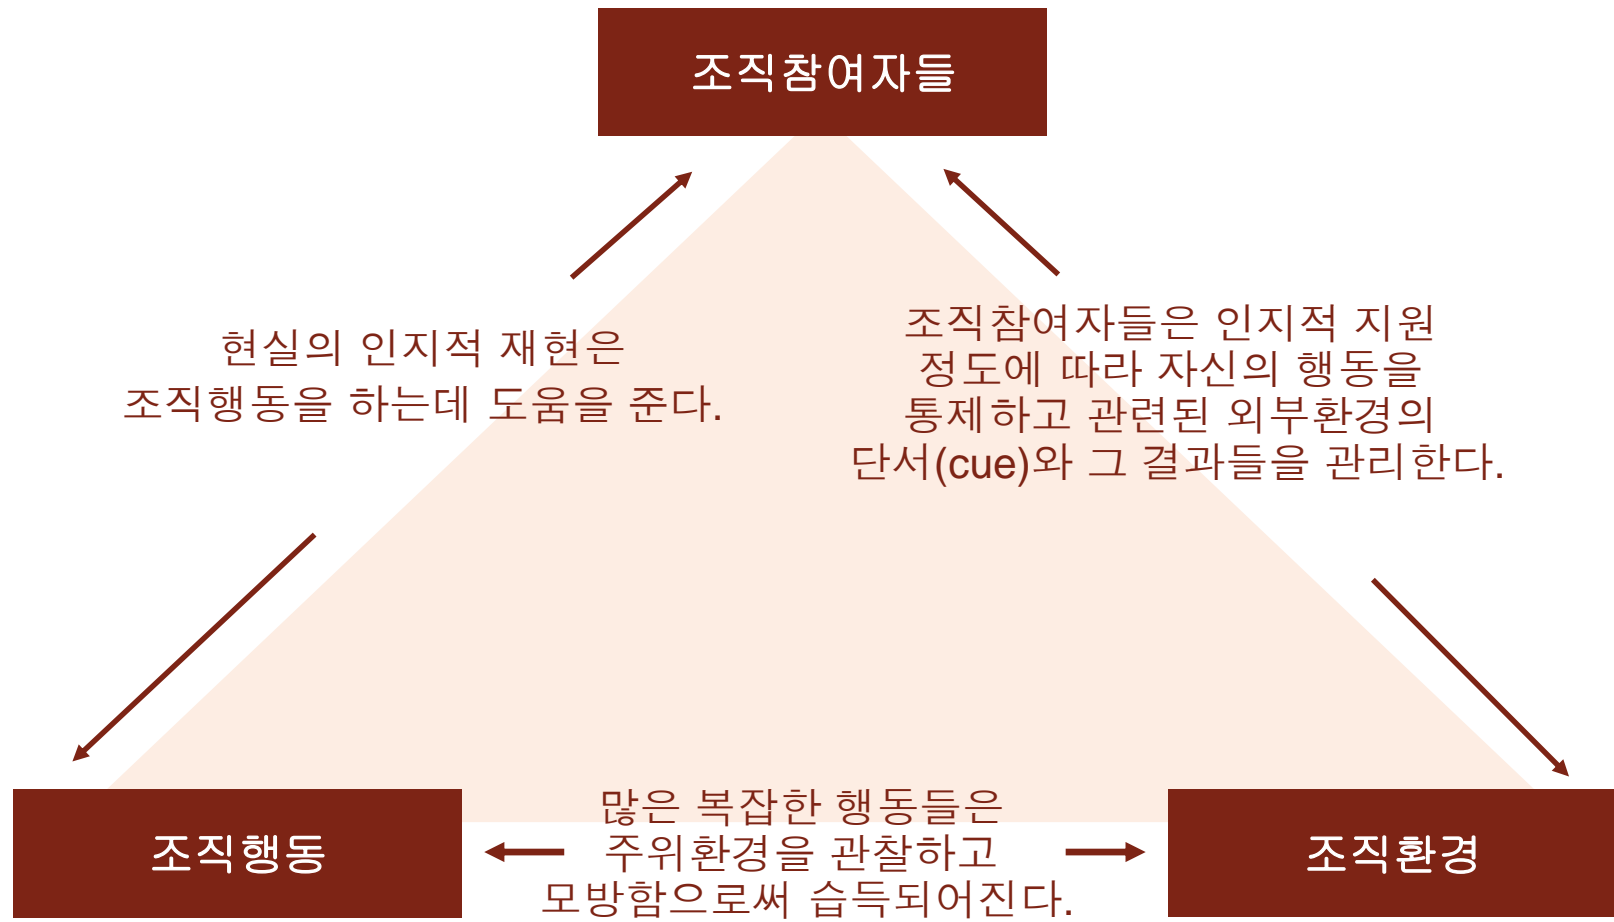 조직참여자들
현실의 인지적 재현은
조직행동을 하는데 도움을 준다.
조직참여자들은 인지적 지원
정도에 따라 자신의 행동을
통제하고 관련된 외부환경의
단서(cue)와 그 결과들을 관리한다.
조직행동
많은 복잡한 행동들은
주위환경을 관찰하고
모방함으로써 습득되어진다.
조직환경